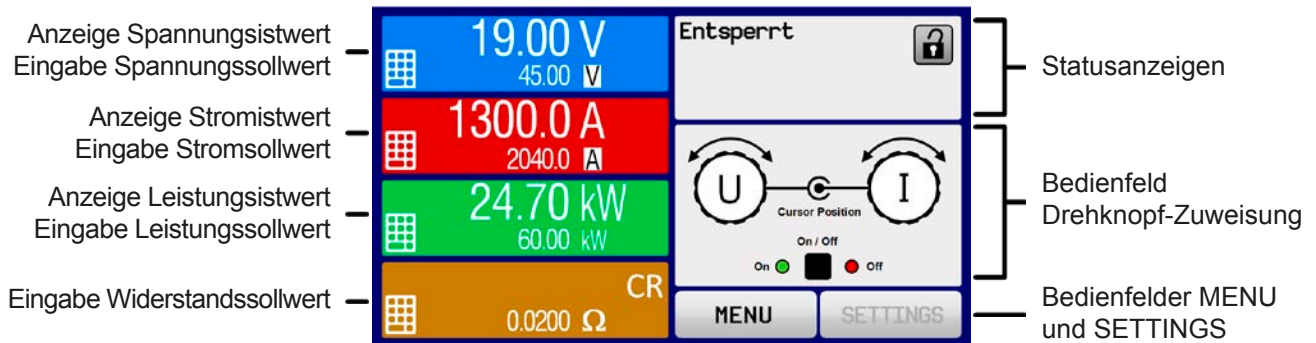 Anzeige Spannungsistwert
Eingabe Spannungssollwert
Anzeige Stromistwert
Eingabe Stromsollwert
Anzeige Leistungsistwert
Eingabe Leistungssollwert
Eingabe Widerstandssollwert
19.00 V
45.00 V
1300.0 A
2040.0 A
24.70 kW
60.00 kW
CR
0.0200 Ω
Entsperrt
U
I
Cursor Position
On / Off
On
Off
MENU
SETTINGS
Statusanzeigen
Bedienfeld
Drehknopf-Zuweisung
Bedienfelder MENU
und SETTINGS